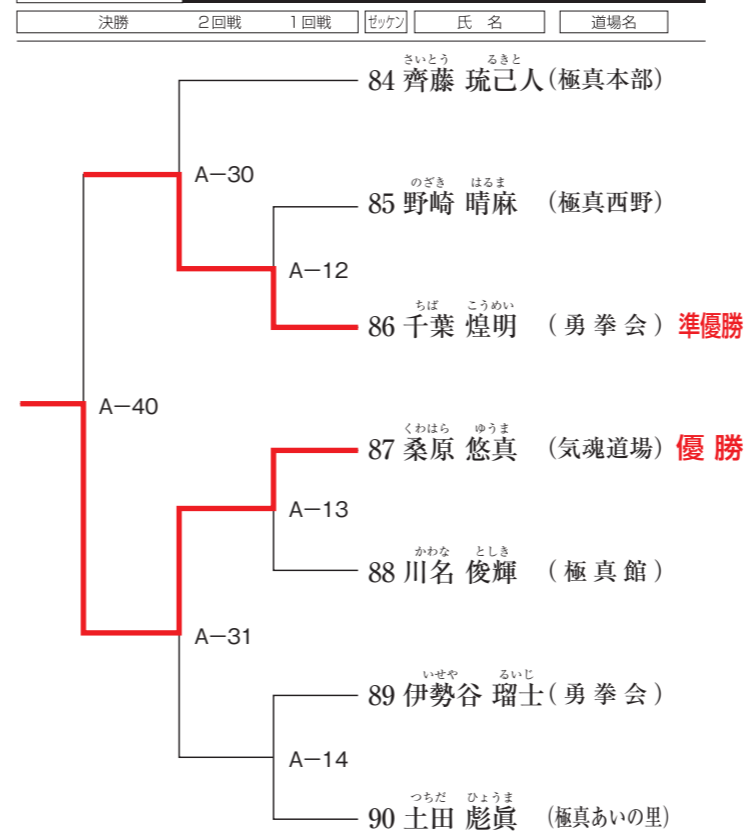 決勝 2回戦 1回戦 ゼッケン 氏 名 道場名
さいとう るきと
84 齊藤 琉己人 (極真本部)
A－30
のざき はるま
85 野崎 晴麻 (極真西野)
A－12
ちば こうめい
86 千葉 煌明 (勇拳会) 準優勝
A－40
くわはら ゆうま
87 桑原 悠真 (気魂道場) 優 勝
A－13
かわな としき
88 川名 俊輝 (極真館)
A－31
いせや るいじ
89 伊勢谷 瑠士 (勇拳会)
A－14
つちだ ひょうま
90 土田 彪眞 (極真あいの里)